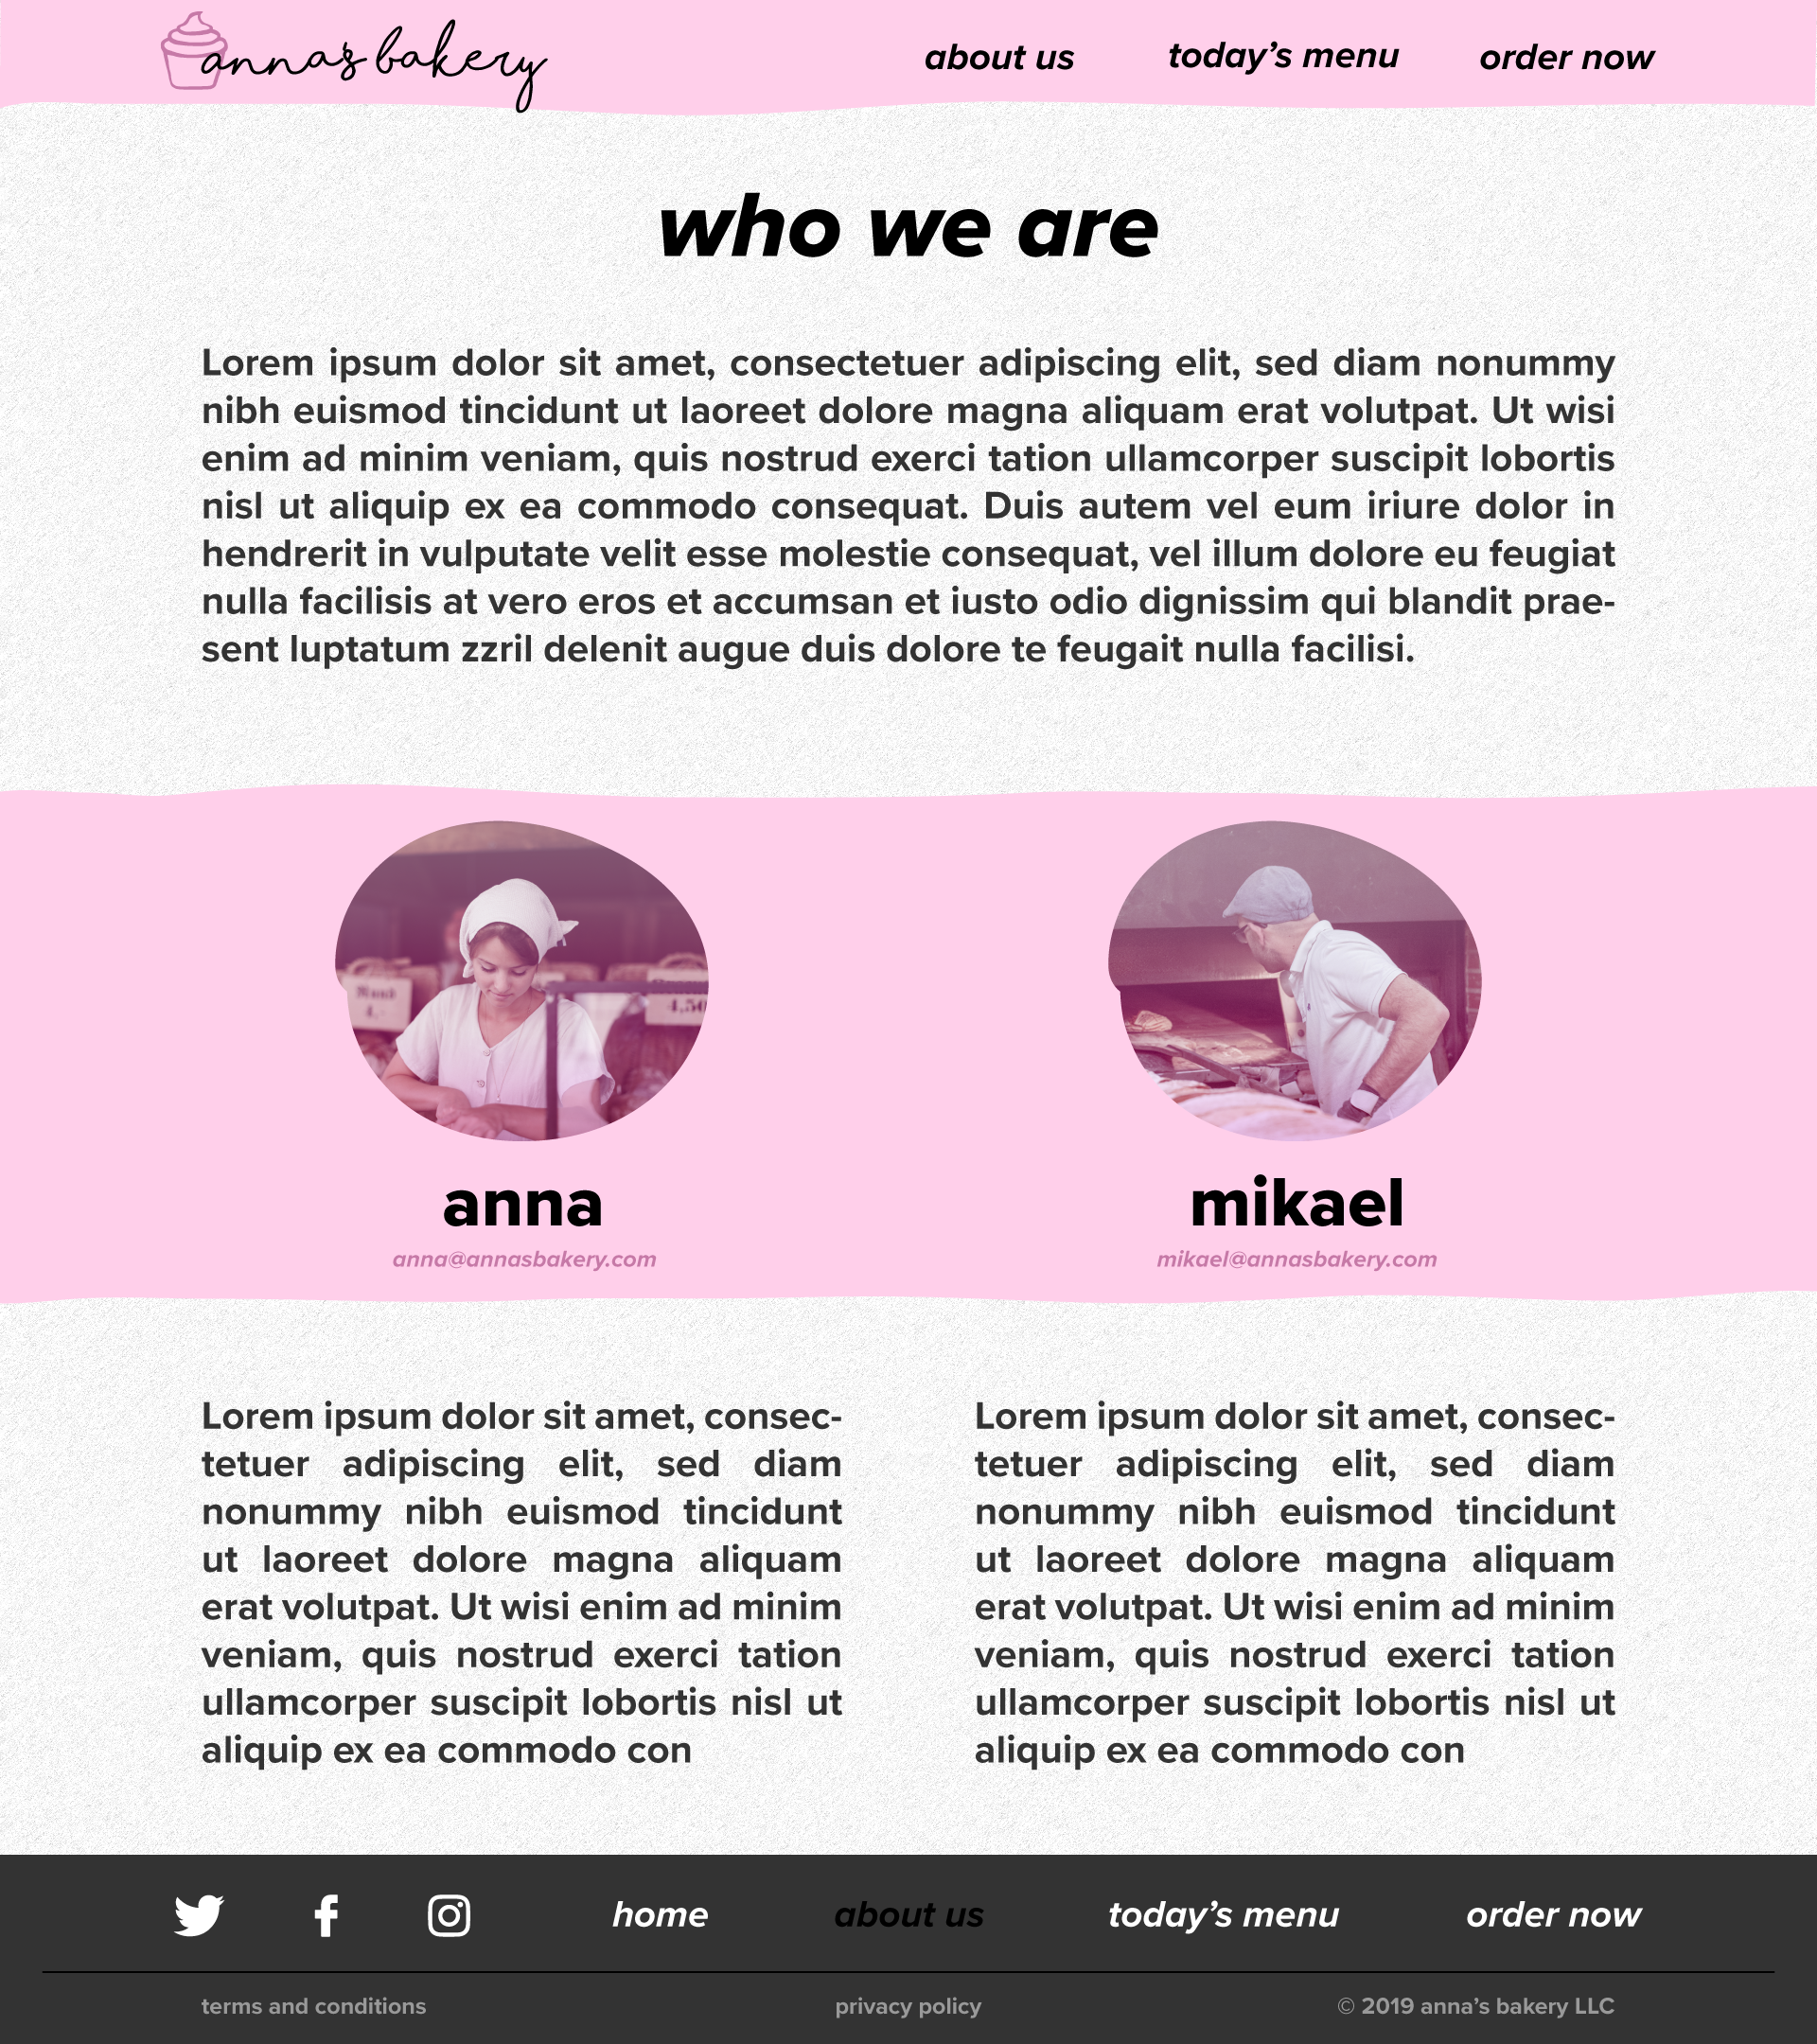 anna's bakery
about us
today’s menu
order now
who we are
Lorem ipsum dolor sit amet, consectetuer adipiscing elit, sed diam nonummy
nibh euismod tincidunt ut laoreet dolore magna aliquam erat volutpat. Ut wisi
enim ad minim veniam, quis nostrud exerci tation ullamcorper suscipit lobortis
nisl ut aliquip ex ea commodo consequat. Duis autem vel eum iriure dolor in
hendrerit in vulputate velit esse molestie consequat, vel illum dolore eu feugiat
nulla facilisis at vero eros et accumsan et iusto odio dignissim qui blandit prae-
sent luptatum zzril delenit augue duis dolore te feugait nulla facilisi.
4,50
anna
anna@annasbakery.com
mikael
mikael@annasbakery.com
Lorem ipsum dolor sit amet, consec-
tetuer adipiscing elit, sed diam
nonummy nibh euismod tincidunt
ut laoreet dolore magna aliquam
erat volutpat. Ut wisi enim ad minim
veniam, quis nostrud exerci tation
ullamcorper suscipit lobortis nisl ut
aliquip ex ea commodo con
Lorem ipsum dolor sit amet, consec-
tetuer adipiscing elit, sed diam
nonummy nibh euismod tincidunt
ut laoreet dolore magna aliquam
erat volutpat. Ut wisi enim ad minim
veniam, quis nostrud exerci tation
ullamcorper suscipit lobortis nisl ut
aliquip ex ea commodo con
home
about us
today’s menu
order now
terms and conditions
privacy policy
© 2019 anna’s bakery LLC